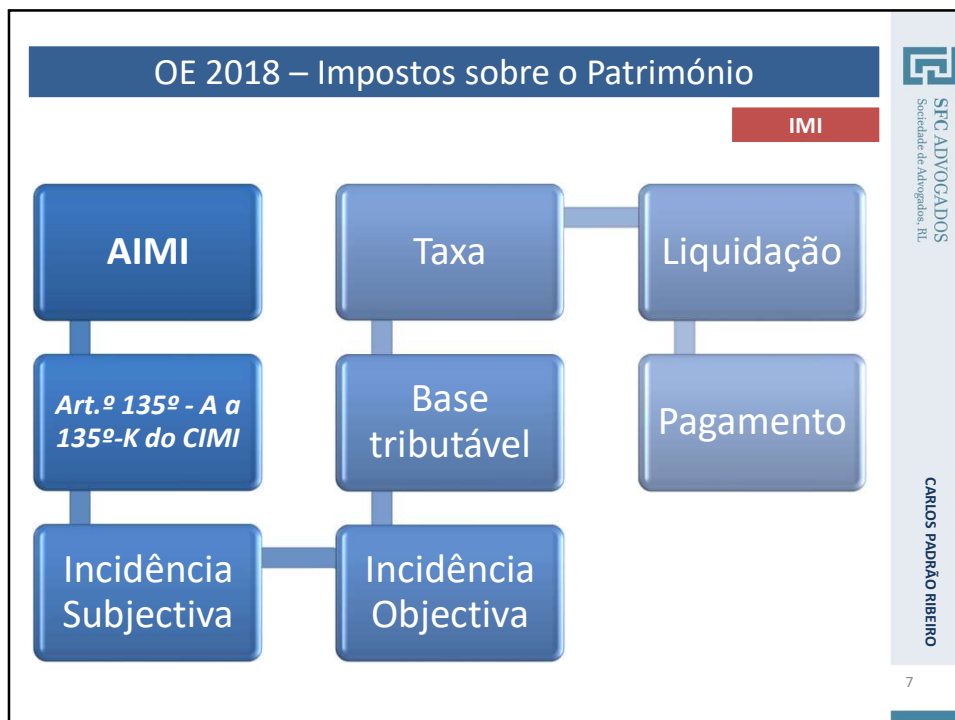 OE 2018 – Impostos sobre o Património
IMI
AIMI
Art.º 135º - A a
135º-K do CIMI
Incidência
Subjectiva
Incidência
Objectiva
Base
tributável
Taxa
Liquidação
Pagamento
SFC ADVOGADOS
Sociedade de Advogados, RL
CARLOS PADRÃO RIBEIRO
7